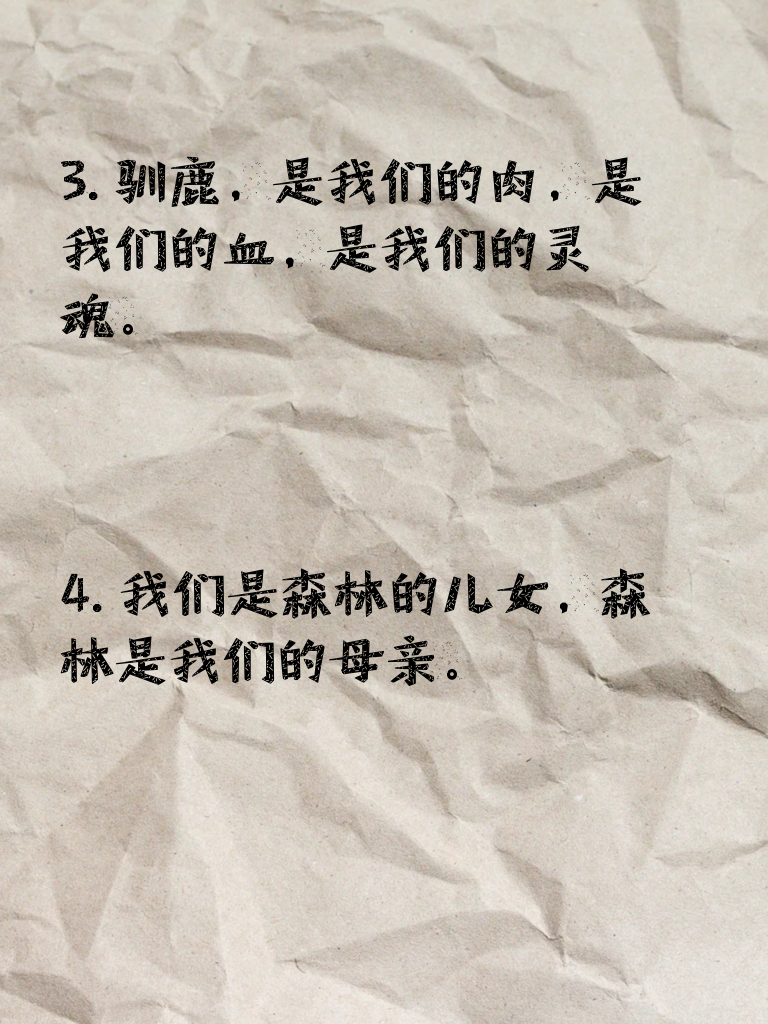 3. 驯鹿，是我们的肉，是
我们的血，是我们的灵
魂。
4. 我们是森林的儿女，森
林是我们的母亲。